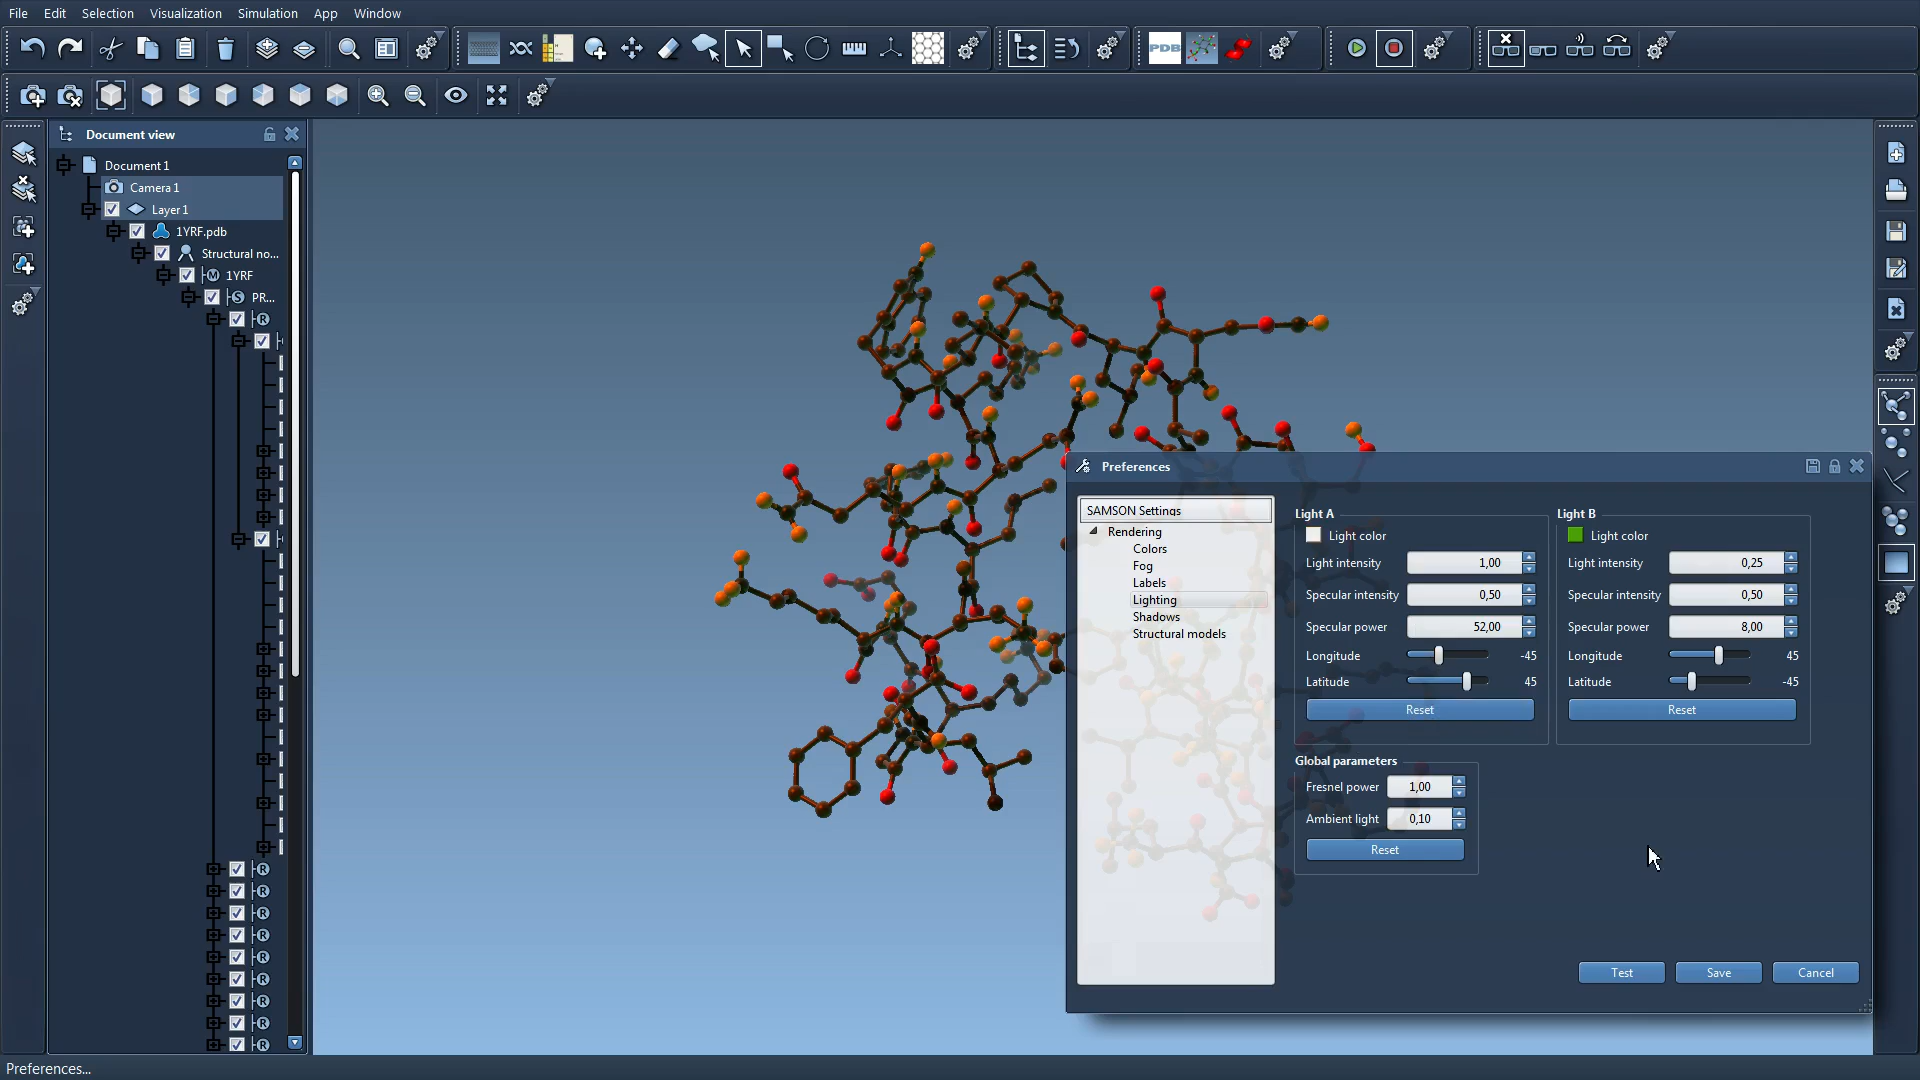 File Edit Selection Visualization Simulation App Window
PDB
Document view
Document 1
Camera 1
Layer 1
1YRF.pdb
Structural no...
M 1YRF
S PR...
R
R
R
R
R
R
R
R
R
R
Preferences
SAMSON Settings
Rendering
Colors
Fog
Labels
Lighting
Shadows
Structural models
Light A
Light color
Light intensity 1,00
Specular intensity 0,50
Specular power 52,00
Longitude -45
Latitude 45
Reset
Light B
Light color
Light intensity 0,25
Specular intensity 0,50
Specular power 8,00
Longitude 45
Latitude -45
Reset
Global parameters
Fresnel power 1,00
Ambient light 0,10
Reset
Test Save Cancel
Preferences...